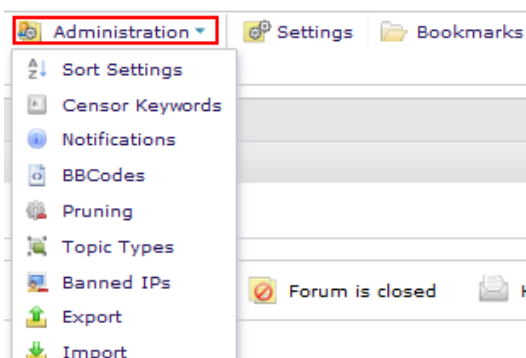 Administration Settings Bookmarks
Sort Settings
Censor Keywords
Notifications
BBCodes
Pruning
Topic Types
Banned IPs
Forum is closed
Export
Import